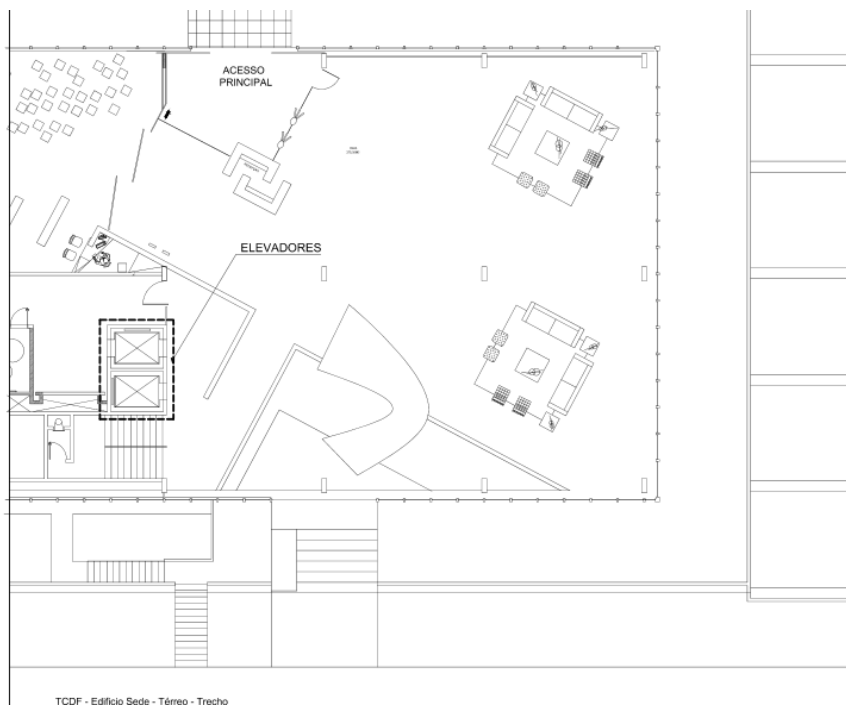 ACESSO
PRINCIPAL
ELEVADORES
TCDF - Edifício Sede - Térreo - Trecho